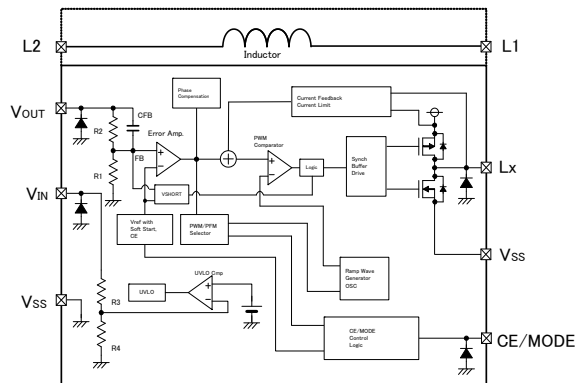 L2
L1
Inductor
VOUT
VIN
VSS
Lx
VSS
CE/MODE
R2
CFB
R1
FB
Error Amp.
Phase
Compensation
Current Feedback
Current Limit
PWM
Comparator
Logic
Synch
Buffer
Drive
VSHORT
Vref with
Soft Start,
CE
PWM/PFM
Selector
UVLO
UVLO Cmp
R3
R4
Ramp Wave
Generator
OSC
CE/MODE
Control
Logic